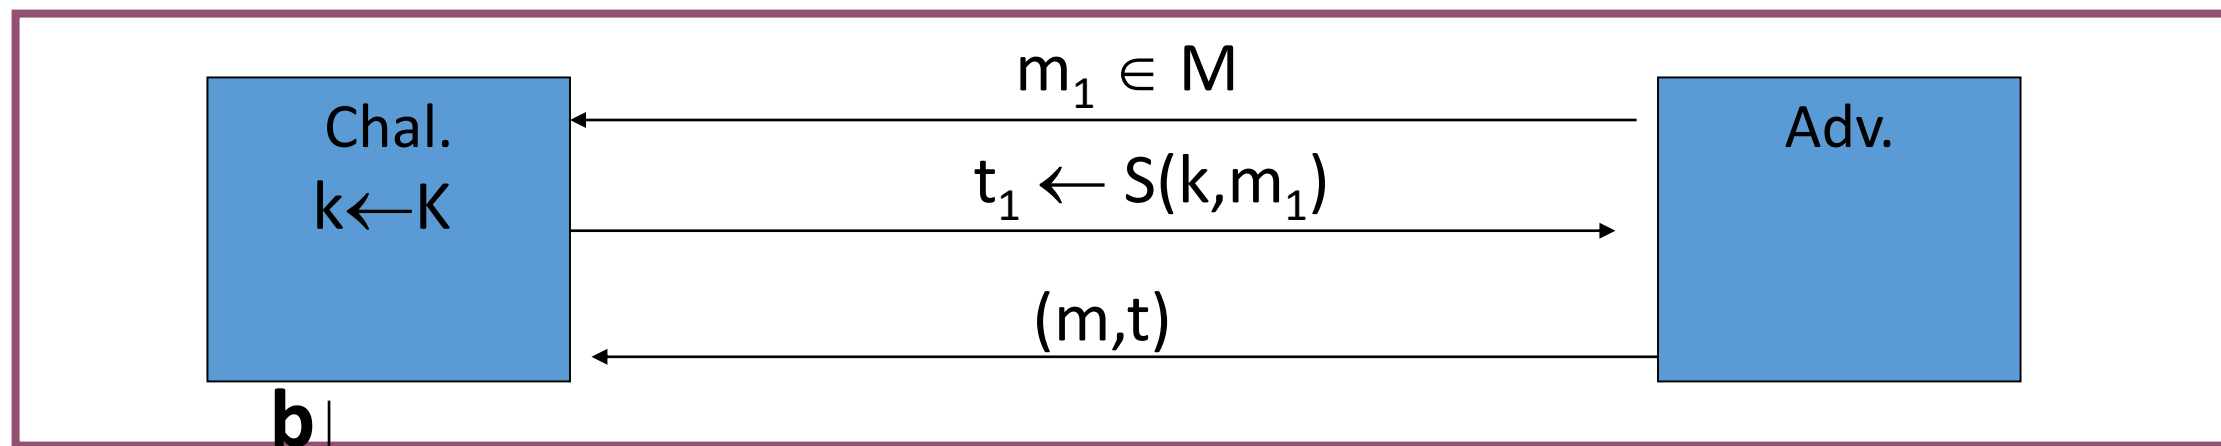 m₁ ∈ M
Chal.
Adv.
t₁ ← S(k,m₁)
k←K
(m,t)
b